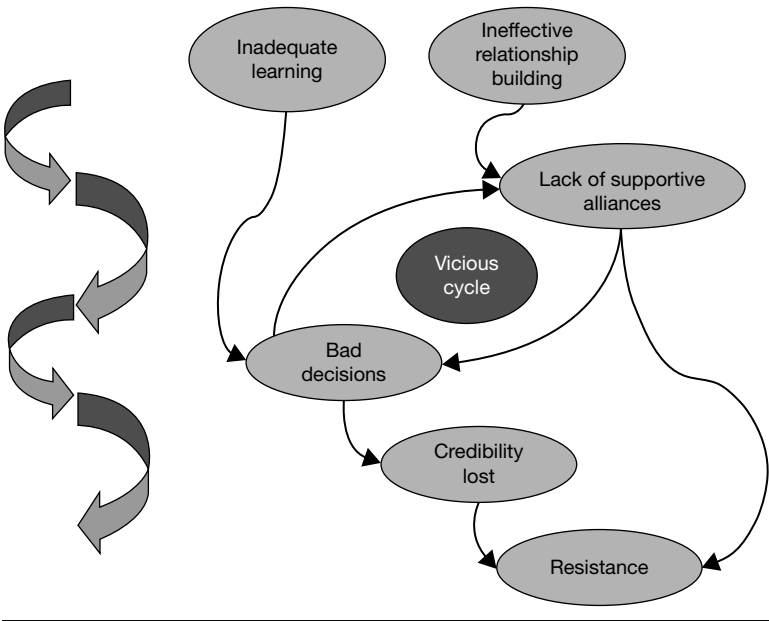 Inadequate
learning
Ineffective
relationship
building
Lack of supportive
alliances
Vicious
cycle
Bad
decisions
Credibility
lost
Resistance